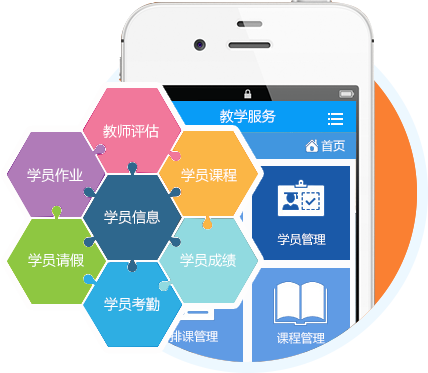 教学服务
首页
教师评估
学员作业
学员课程
学员信息
学员管理
学员请假
学员成绩
学员考勤
排课管理
课程管理